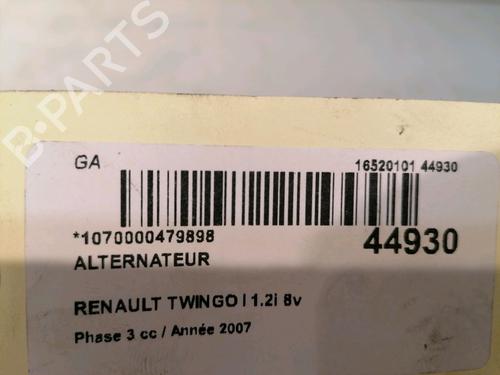 B-PARTS
GA
16520101 44930
*1070000479898
44930
ALTERNATEUR
RENAULT TWINGO I 1.2i 8v
Phase 3 cc / Année 2007